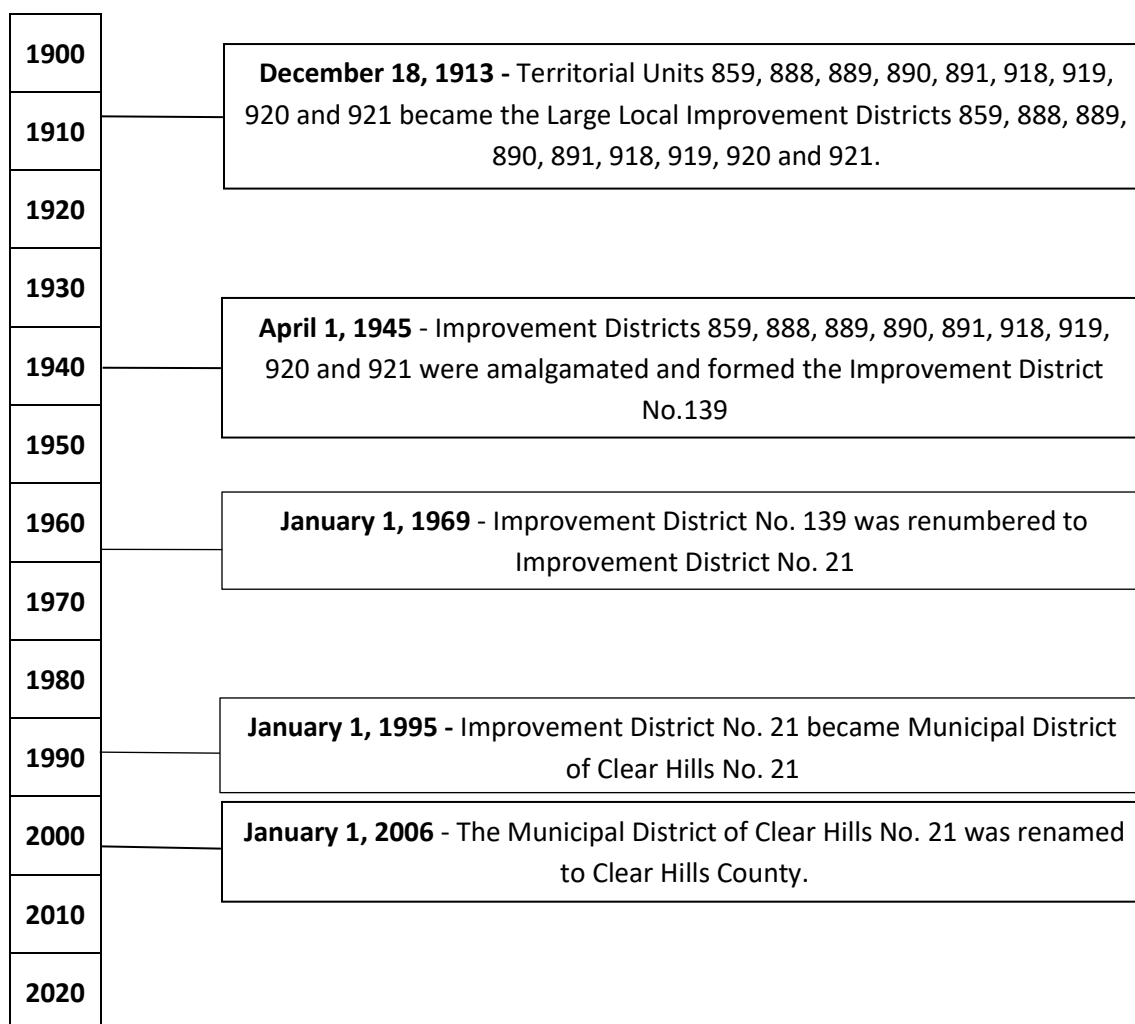 1900
1910
1920
1930
1940
1950
1960
1970
1980
1990
2000
2010
2020
December 18, 1913 - Territorial Units 859, 888, 889, 890, 891, 918, 919,
920 and 921 became the Large Local Improvement Districts 859, 888, 889,
890, 891, 918, 919, 920 and 921.
April 1, 1945 - Improvement Districts 859, 888, 889, 890, 891, 918, 919,
920 and 921 were amalgamated and formed the Improvement District
No.139
January 1, 1969 - Improvement District No. 139 was renumbered to
Improvement District No. 21
January 1, 1995 - Improvement District No. 21 became Municipal District
of Clear Hills No. 21
January 1, 2006 - The Municipal District of Clear Hills No. 21 was renamed
to Clear Hills County.